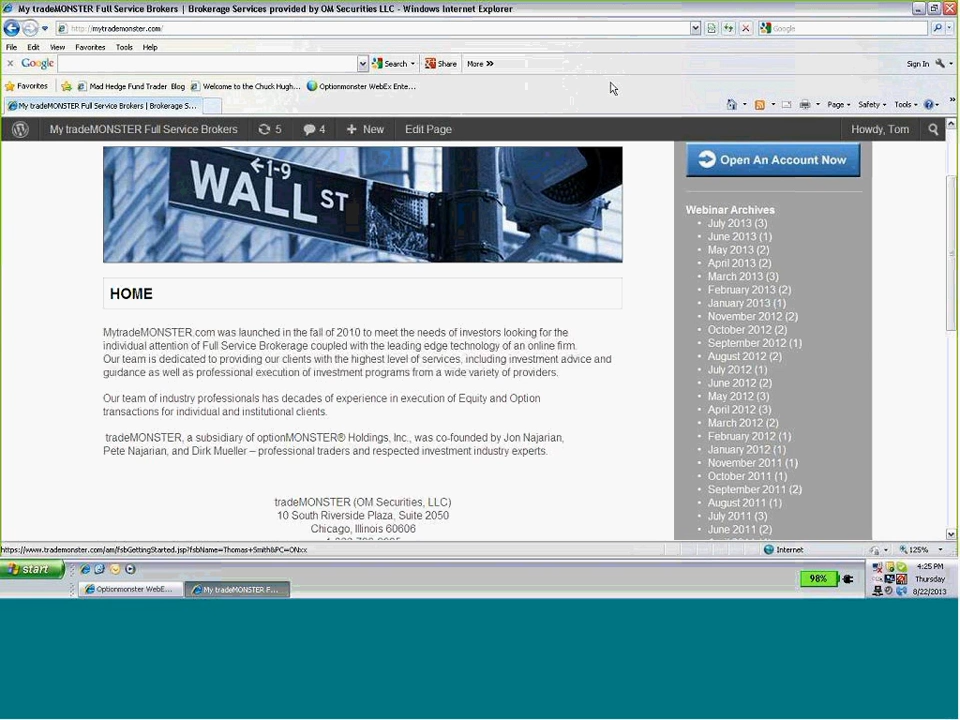 My tradeMONSTER Full Service Brokers | Brokerage Services provided by OM Securities LLC - Windows Internet Explorer
http://mytrademonster.com/
Google
File Edit View Favorites Tools Help
Google Search Share More »
Sign In
Favorites Mad Hedge Fund Trader Blog Welcome to the Chuck Hugh... Optionmonster WebEx Ente...
My tradeMONSTER Full Service Brokers | Brokerage S...
Page Safety Tools
My tradeMONSTER Full Service Brokers 5 4 New Edit Page Howdy, Tom
←1-9
WALL ST
Open An Account Now
Webinar Archives
July 2013 (3)
June 2013 (1)
May 2013 (2)
April 2013 (2)
March 2013 (3)
February 2013 (2)
January 2013 (1)
November 2012 (2)
October 2012 (2)
September 2012 (1)
August 2012 (2)
July 2012 (1)
June 2012 (2)
May 2012 (3)
April 2012 (3)
March 2012 (2)
February 2012 (1)
January 2012 (1)
November 2011 (1)
October 2011 (1)
September 2011 (2)
August 2011 (1)
July 2011 (3)
June 2011 (2)
HOME
MytradeMONSTER.com was launched in the fall of 2010 to meet the needs of investors looking for the
individual attention of Full Service Brokerage coupled with the leading edge technology of an online firm.
Our team is dedicated to providing our clients with the highest level of services, including investment advice and
guidance as well as professional execution of investment programs from a wide variety of providers.
Our team of industry professionals has decades of experience in execution of Equity and Option
transactions for individual and institutional clients.
tradeMONSTER, a subsidiary of optionMONSTER® Holdings, Inc., was co-founded by Jon Najarian,
Pete Najarian, and Dirk Mueller – professional traders and respected investment industry experts.
tradeMONSTER (OM Securities, LLC)
10 South Riverside Plaza, Suite 2050
Chicago, Illinois 60606
https://www.trademonster.com/am/fsbGettingStarted.jsp?fsbName=Thomas+Smith&PC=ONxx
Internet
125%
start
Optionmonster WebE...
My tradeMONSTER F...
98%
4:25 PM
Thursday
8/22/2013